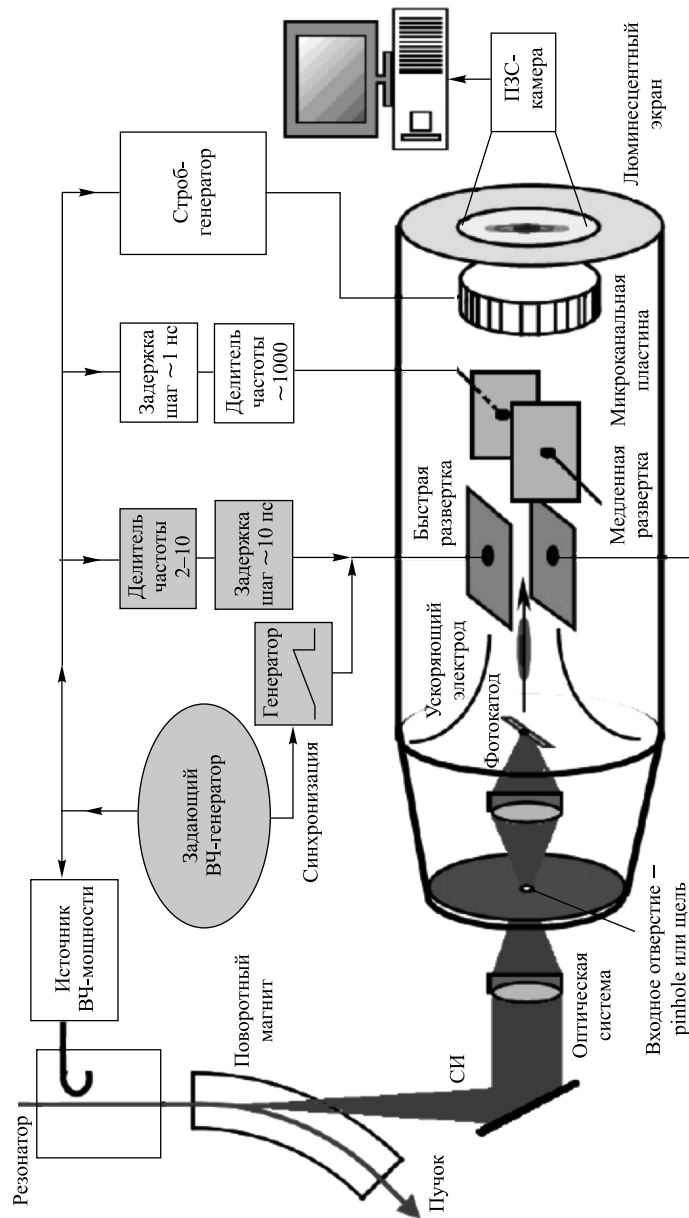 Резонатор
Источник
ВЧ-мощности
Задающий
ВЧ-генератор
Синхронизация
Генератор
Делитель
частоты
2–10
Задержка
шаг ~10 пс
Задержка
шаг ~1 нс
Делитель
частоты
~1000
Строб-
генератор
Поворотный
магнит
Пучок
СИ
Оптическая
система
Входное отверстие –
pinhole или щель
Фотокатод
Ускоряющий
электрод
Быстрая
развертка
Медленная
развертка
Микроканальная
пластина
Люминесцентный
экран
ПЗС-
камера